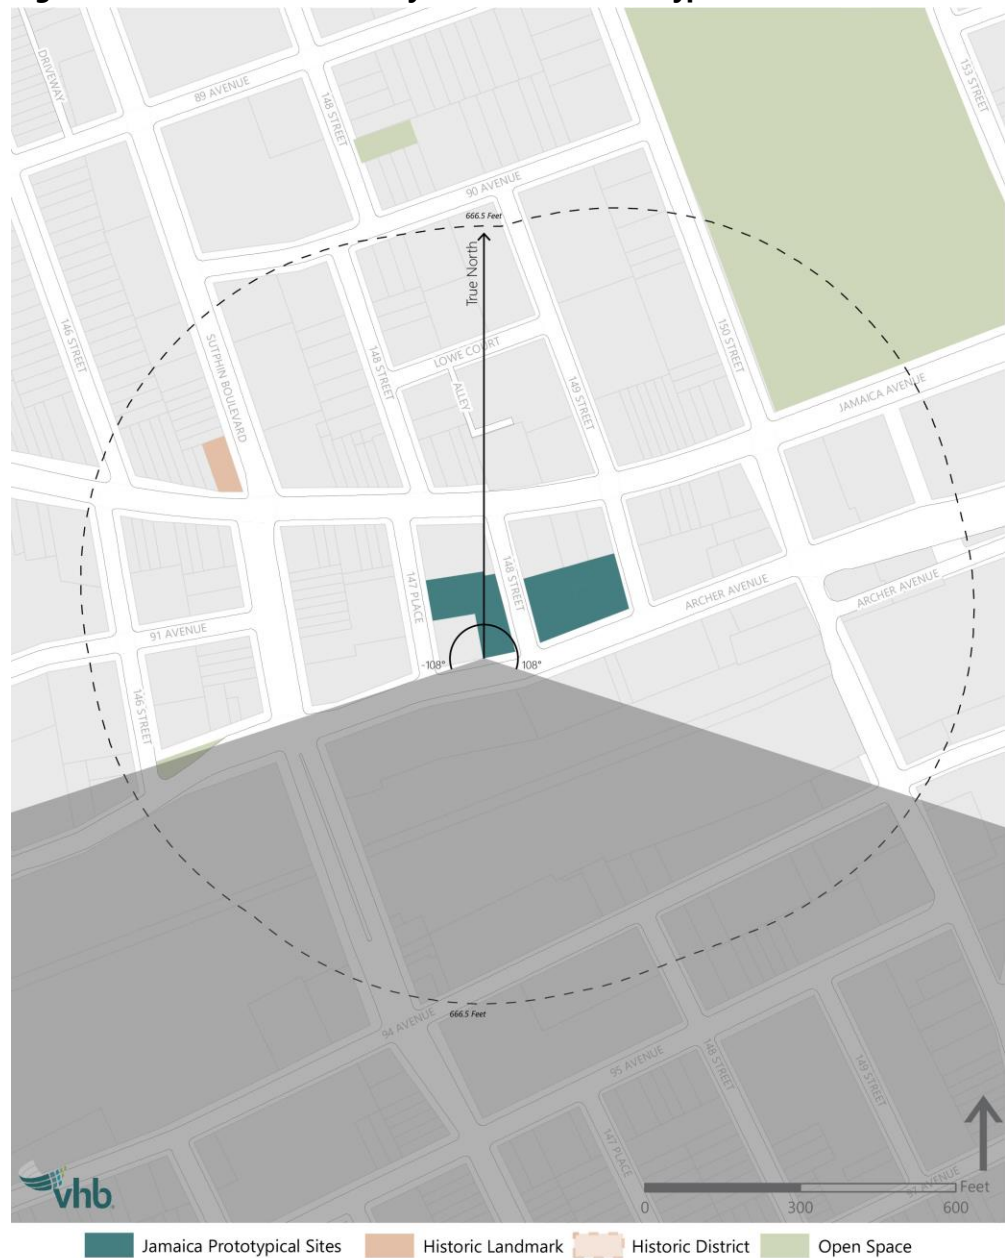 DRIVEWAY
89 AVENUE
148 STREET
153 STREET
90 AVENUE
666.5 Feet
True North
146 STREET
SUTPHIN BOULEVARD
148 STREET
LOWE COURT
ALLEY
149 STREET
150 STREET
JAMAICA AVENUE
147 PLACE
148 STREET
ARCHER AVENUE
ARCHER AVENUE
91 AVENUE
-108°
108°
146 STREET
666.5 Feet
94 AVENUE
95 AVENUE
148 STREET
149 STREET
147 PLACE
vhb
Feet
0 300 600
Jamaica Prototypical Sites Historic Landmark Historic District Open Space